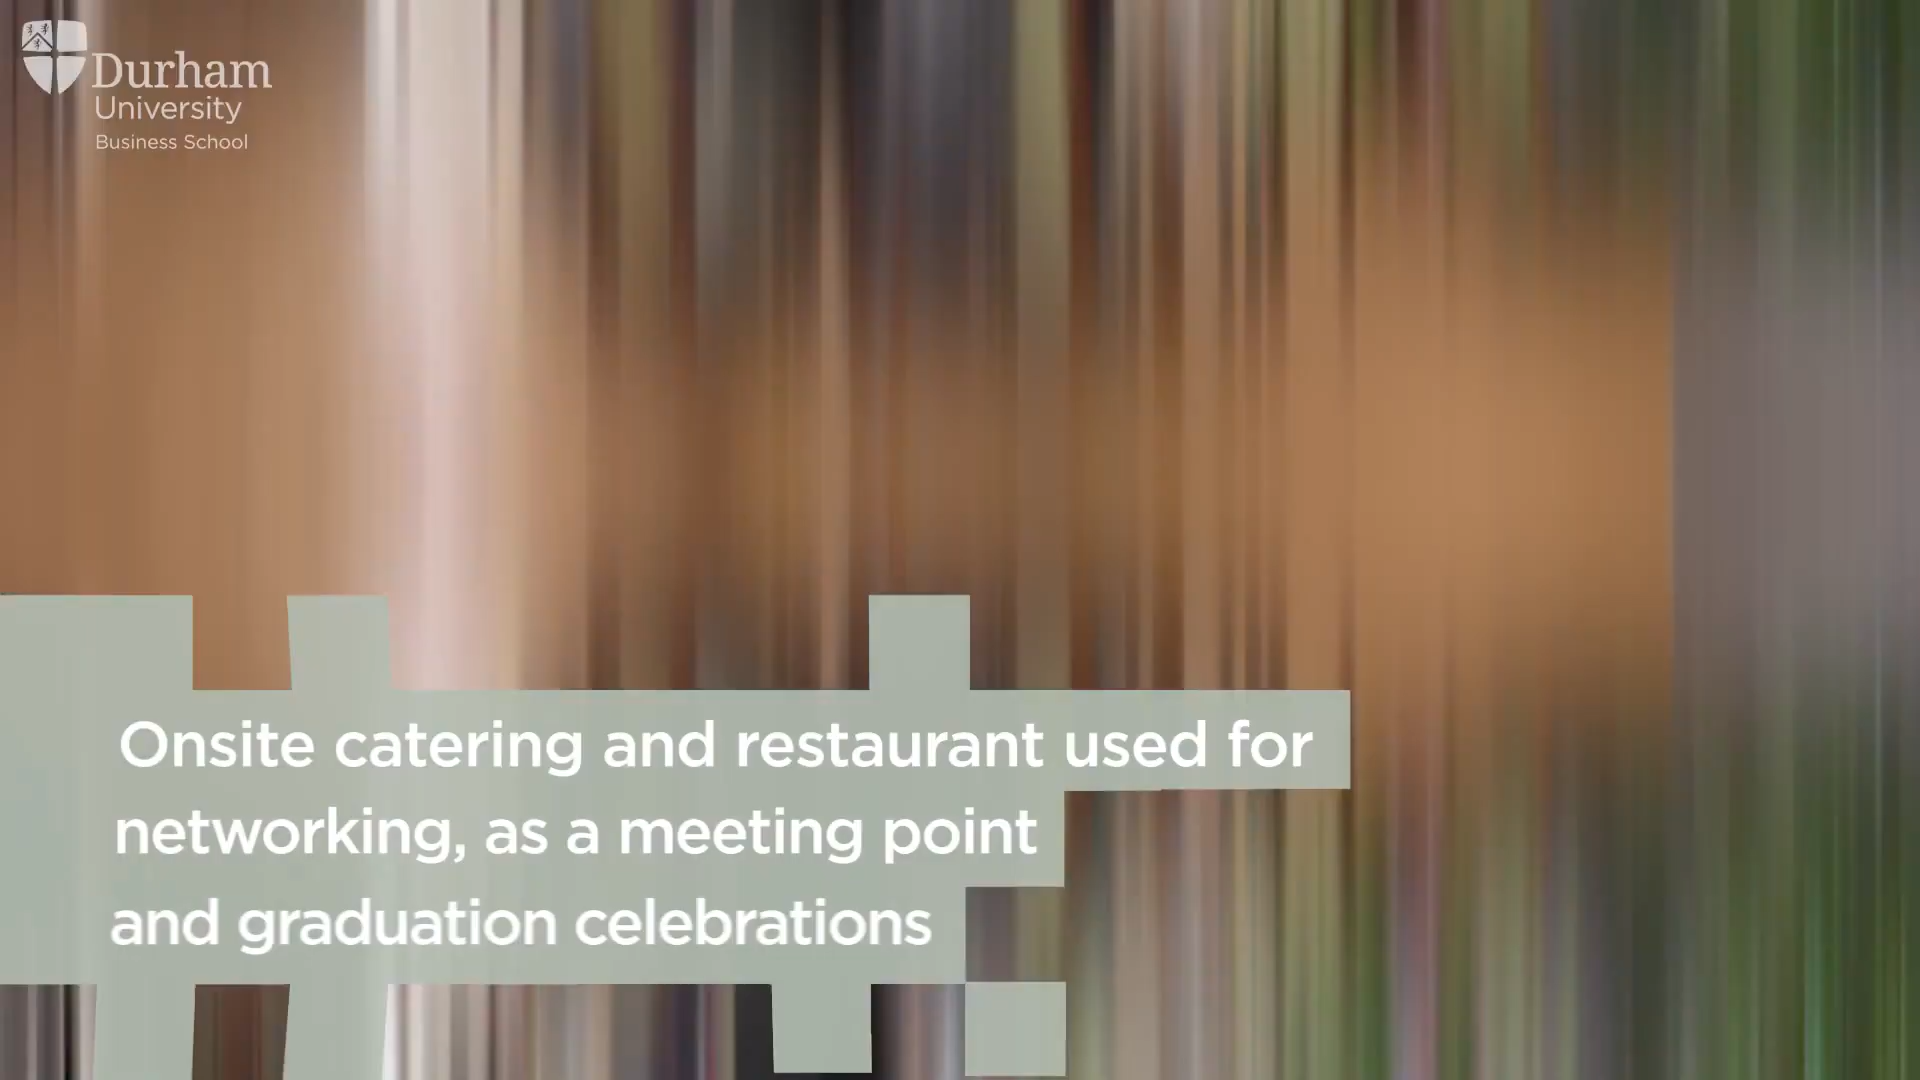 Durham
University
Business School
Onsite catering and restaurant used for
networking, as a meeting point
and graduation celebrations